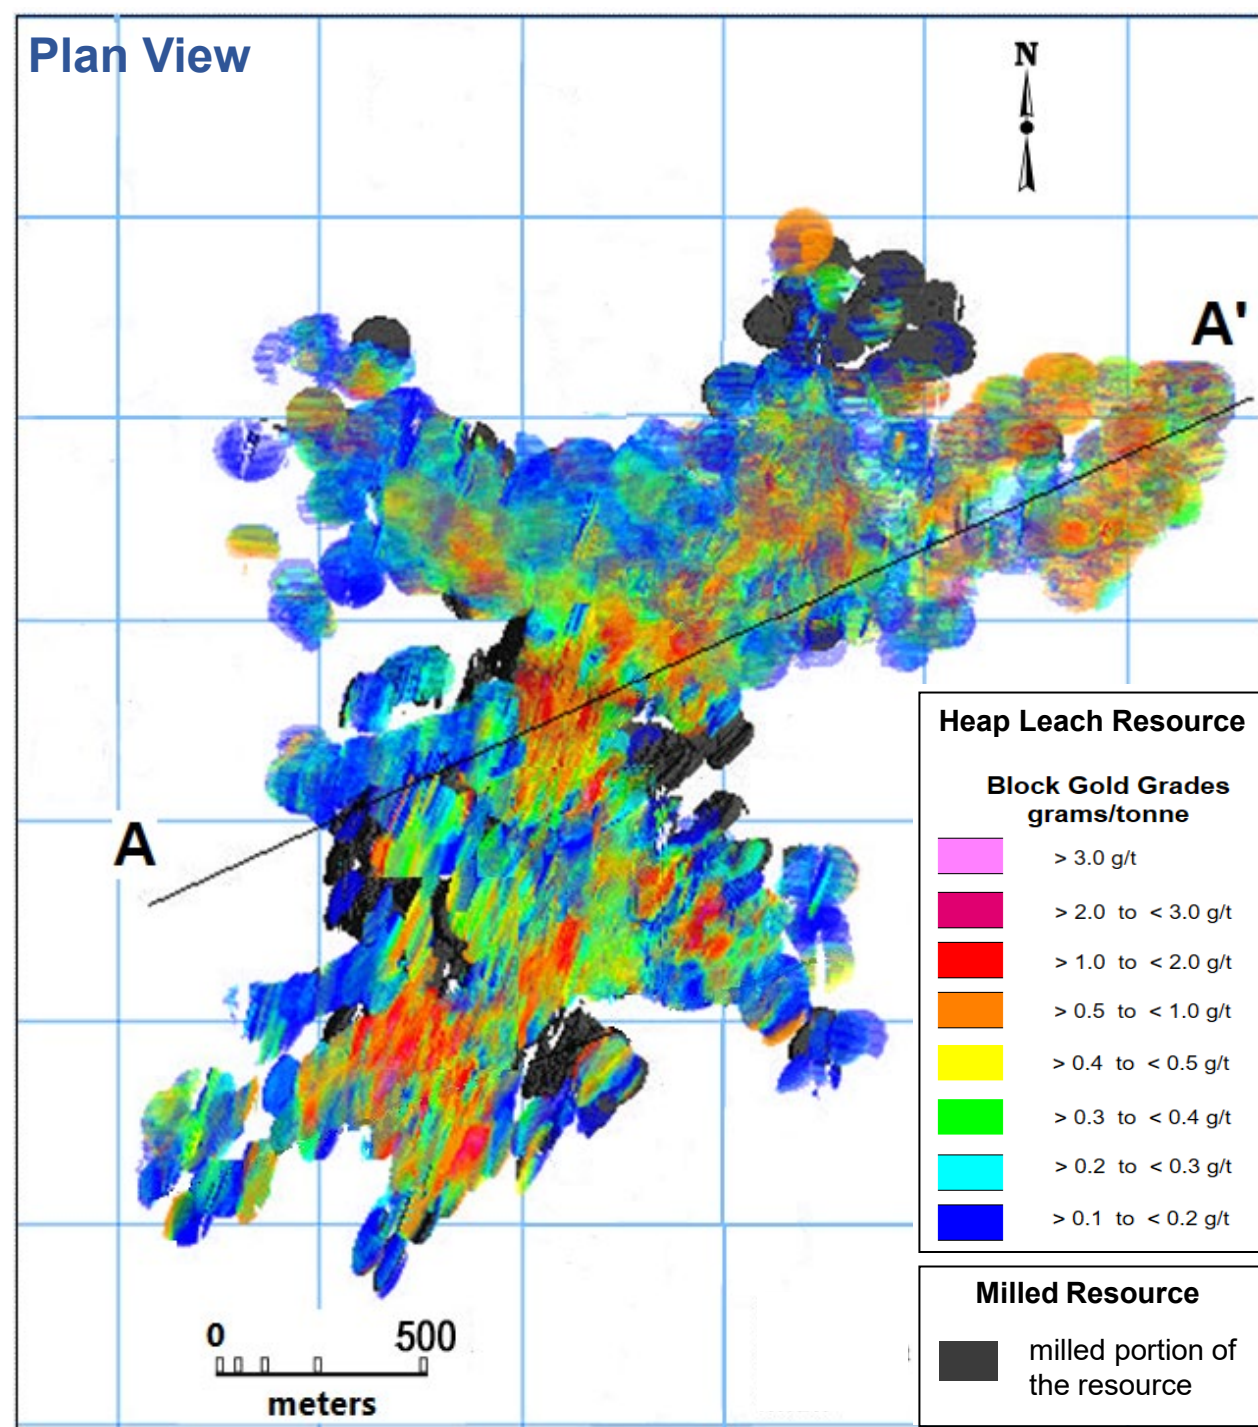 Plan View
N
A'
A
Heap Leach Resource
Block Gold Grades
grams/tonne
> 3.0 g/t
> 2.0 to < 3.0 g/t
> 1.0 to < 2.0 g/t
> 0.5 to < 1.0 g/t
> 0.4 to < 0.5 g/t
> 0.3 to < 0.4 g/t
> 0.2 to < 0.3 g/t
> 0.1 to < 0.2 g/t
Milled Resource
milled portion of
the resource
0 500
meters